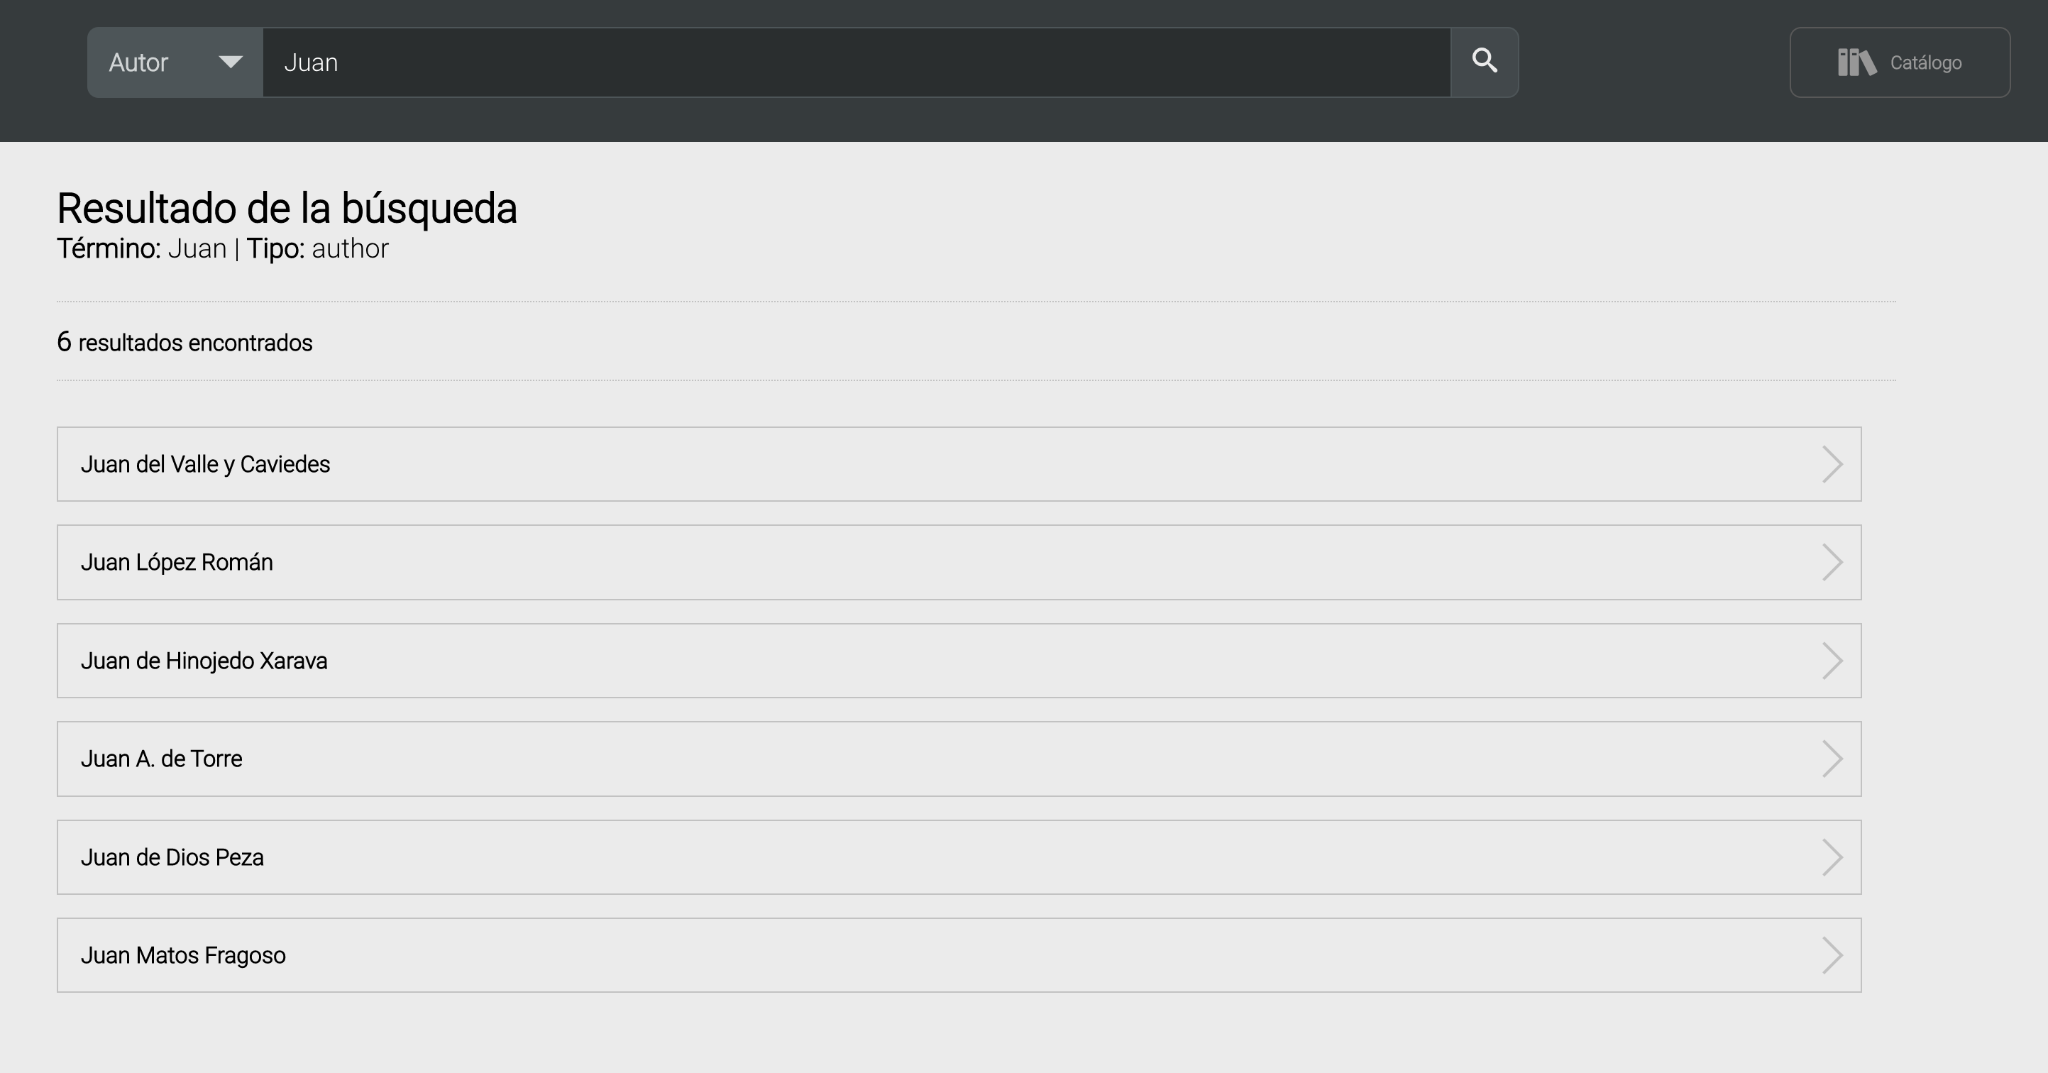 Autor
Juan
Catálogo
Resultado de la búsqueda
Término: Juan | Tipo: author
6 resultados encontrados
Juan del Valle y Caviedes
Juan López Román
Juan de Hinojedo Xarava
Juan A. de Torre
Juan de Dios Peza
Juan Matos Fragoso